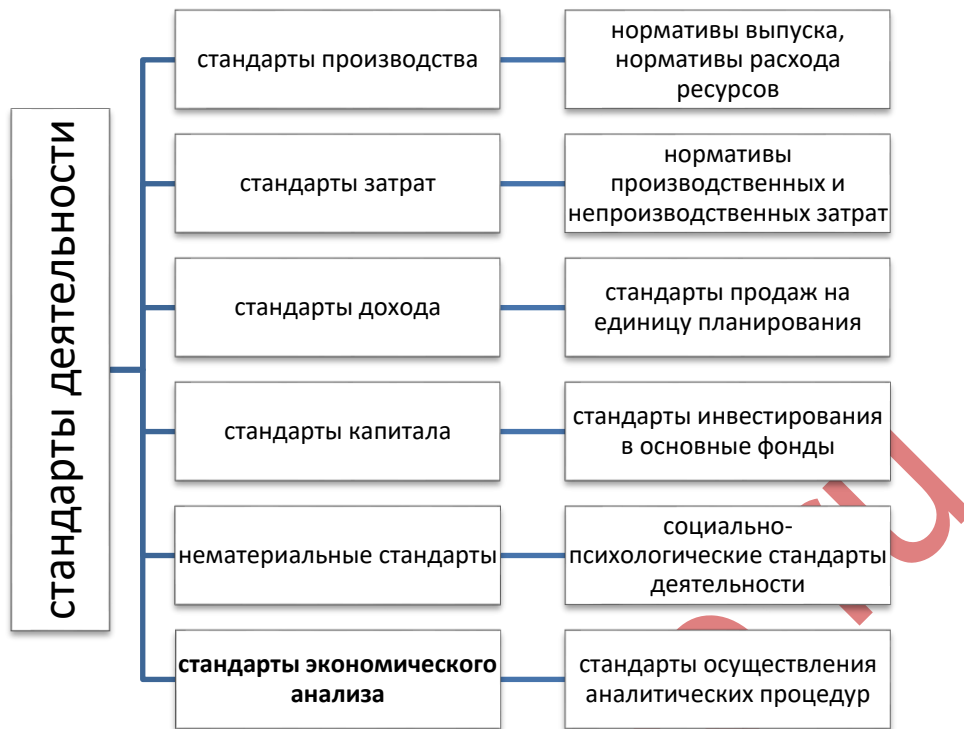 стандарты деятельности
стандарты производства
нормативы выпуска,
нормативы расхода
ресурсов
стандарты затрат
нормативы
производственных и
непроизводственных затрат
стандарты дохода
стандарты продаж на
единицу планирования
стандарты капитала
стандарты инвестирования
в основные фонды
нематериальные стандарты
социально-
психологические стандарты
деятельности
стандарты экономического
анализа
стандарты осуществления
аналитических процедур